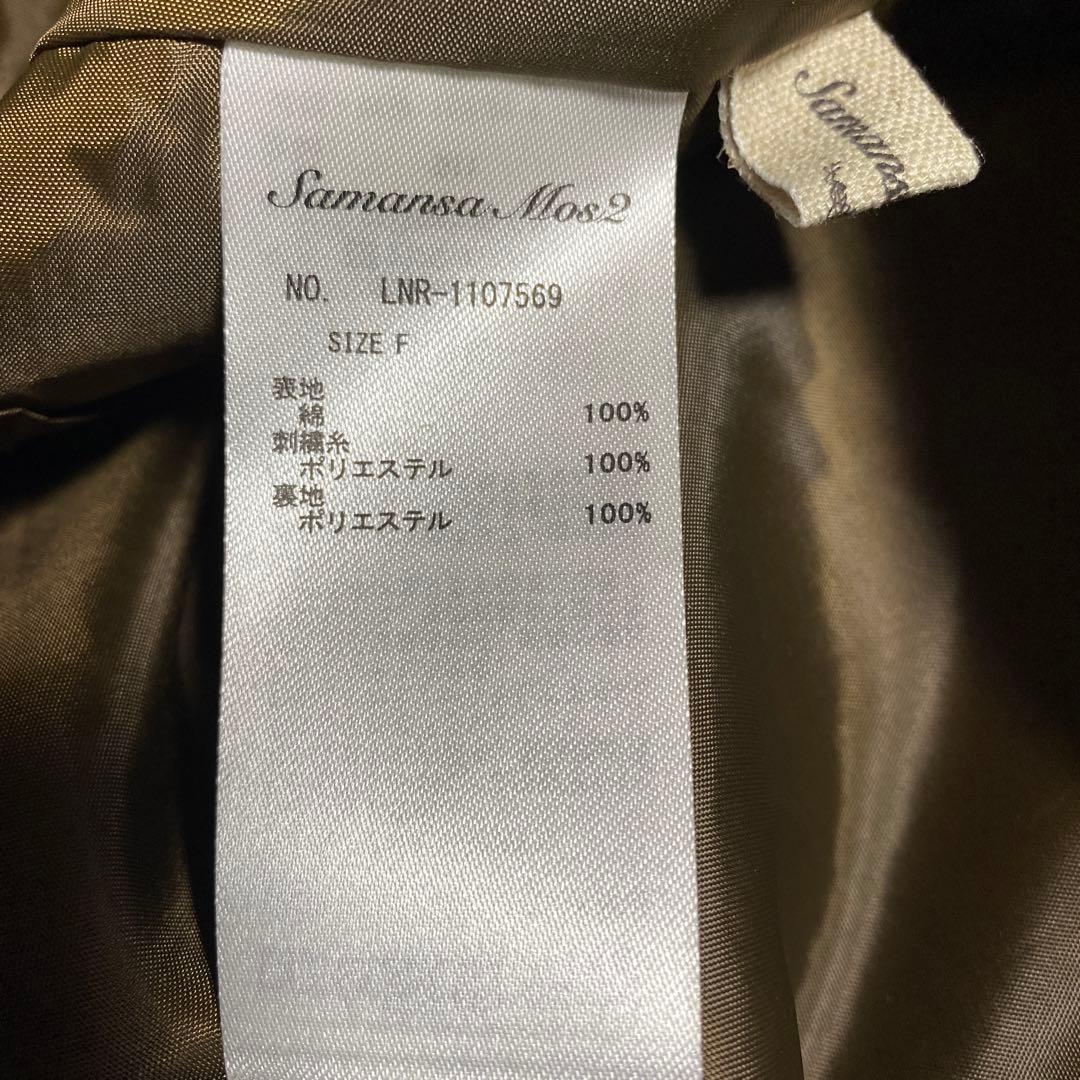 Samansa Mos2
NO. LNR-1107569
SIZE F
表地
綿 100%
刺繍糸
ポリエステル 100%
裏地
ポリエステル 100%